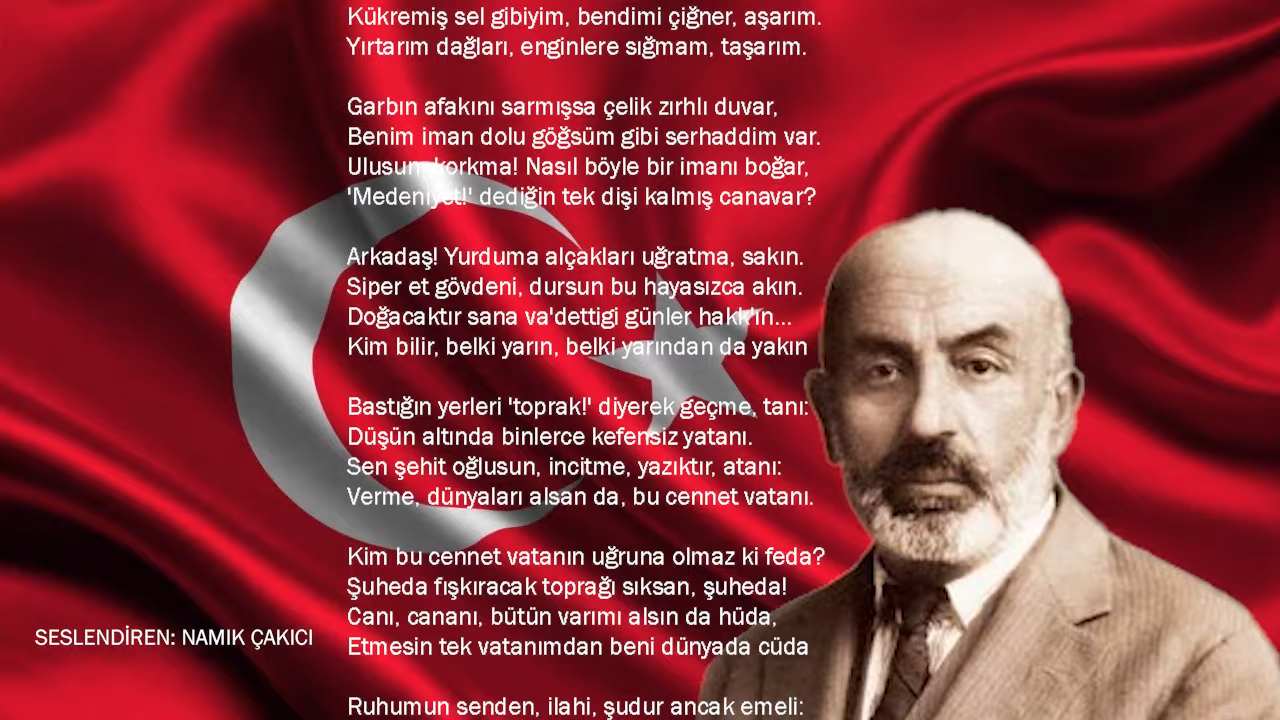 Kükremiş sel gibiyim, bendimi çiğner, aşarım.
Yırtarım dağları, enginlere sığmam, taşarım.
Garbın afakını sarmışsa çelik zırhlı duvar,
Benim iman dolu göğsüm gibi serhaddim var.
Ulusun, korkma! Nasıl böyle bir imanı boğar,
'Medeniyet!' dediğin tek dişi kalmış canavar?
Arkadaş! Yurduma alçakları uğratma, sakın.
Siper et gövdeni, dursun bu hayasızca akın.
Doğacaktır sana va'dettigi günler hakk'ın...
Kim bilir, belki yarın, belki yarından da yakın
Bastığın yerleri 'toprak!' diyerek geçme, tanı:
Düşün altında binlerce kefensiz yatanı.
Sen şehit oğlusun, incitme, yazıktır, atanı:
Verme, dünyaları alsan da, bu cennet vatanı.
Kim bu cennet vatanın uğruna olmaz ki feda?
Şuheda fışkıracak toprağı sıksan, şuheda!
Canı, cananı, bütün varımı alsın da hüda,
Etmesin tek vatanımdan beni dünyada cüda
Ruhumun senden, ilahi, şudur ancak emeli:
SESLENDİREN: NAMIK ÇAKICI